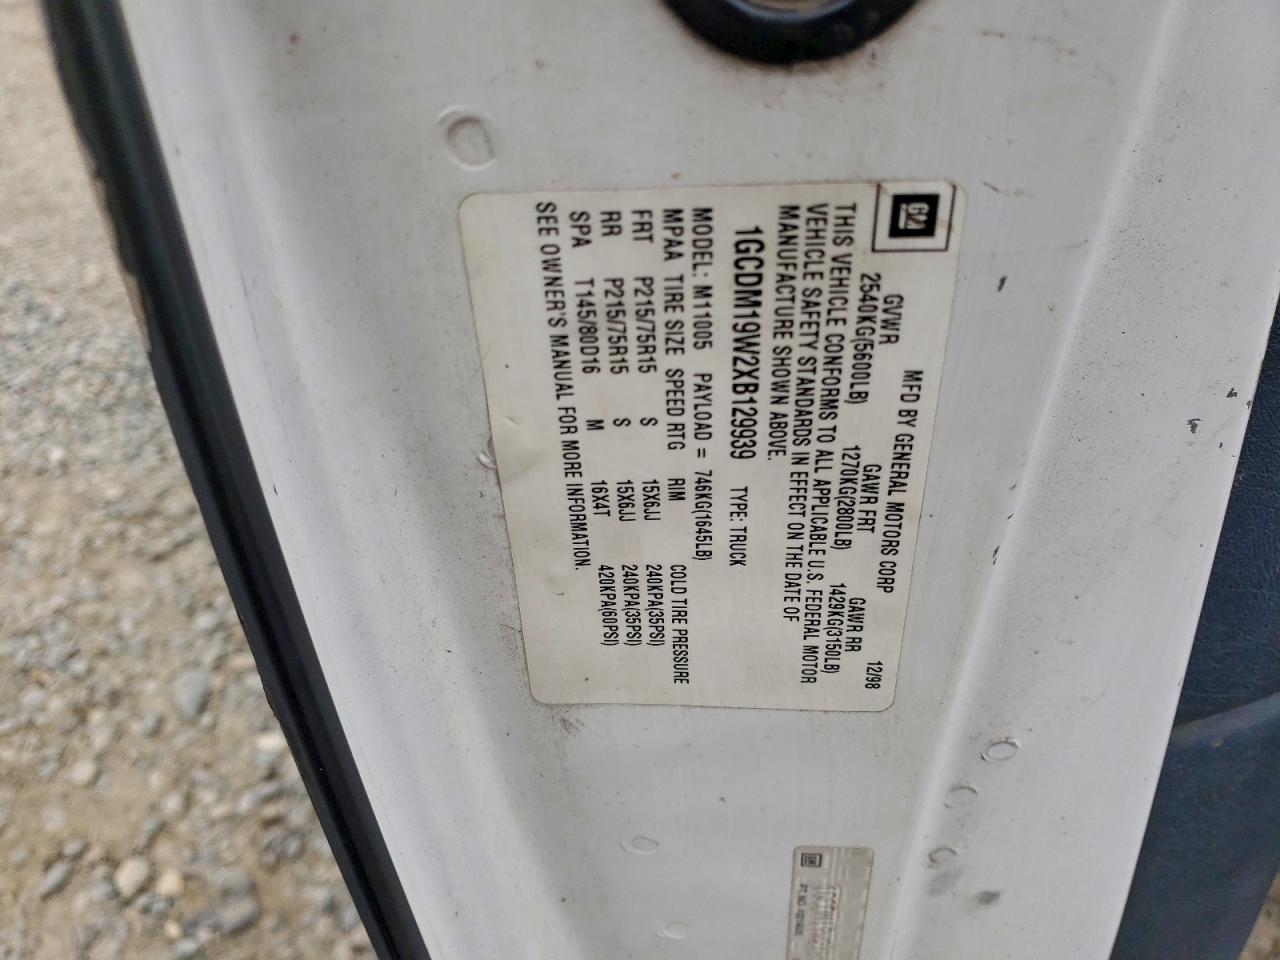 GM
MFD BY GENERAL MOTORS CORP
12/98
GVWR GAWR FRT GAWR RR
2540KG(5600LB) 1270KG(2800LB) 1429KG(3150LB)
THIS VEHICLE CONFORMS TO ALL APPLICABLE U.S. FEDERAL MOTOR
VEHICLE SAFETY STANDARDS IN EFFECT ON THE DATE OF
MANUFACTURE SHOWN ABOVE.
1GCDM19W2XB129939 TYPE: TRUCK
MODEL: M11005 PAYLOAD = 746KG(1645LB)
MPAA TIRE SIZE SPEED RTG RIM COLD TIRE PRESSURE
FRT P215/75R15 S 15X6JJ 240KPA(35PSI)
RR P215/75R15 S 15X6JJ 240KPA(35PSI)
SPA T145/80D16 M 16X4T 420KPA(60PSI)
SEE OWNER'S MANUAL FOR MORE INFORMATION.
GM
PT. NO.